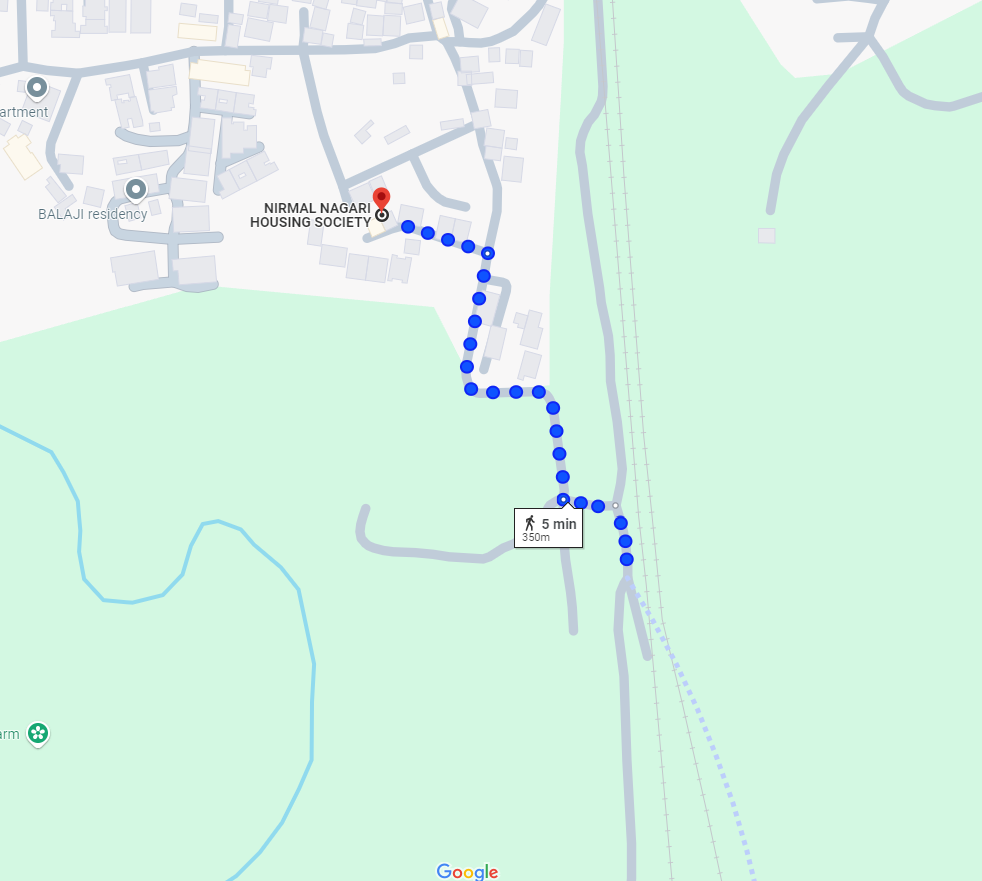 artment
BALAJI residency
NIRMAL NAGARI
HOUSING SOCIETY
5 min
350m
arm
Google